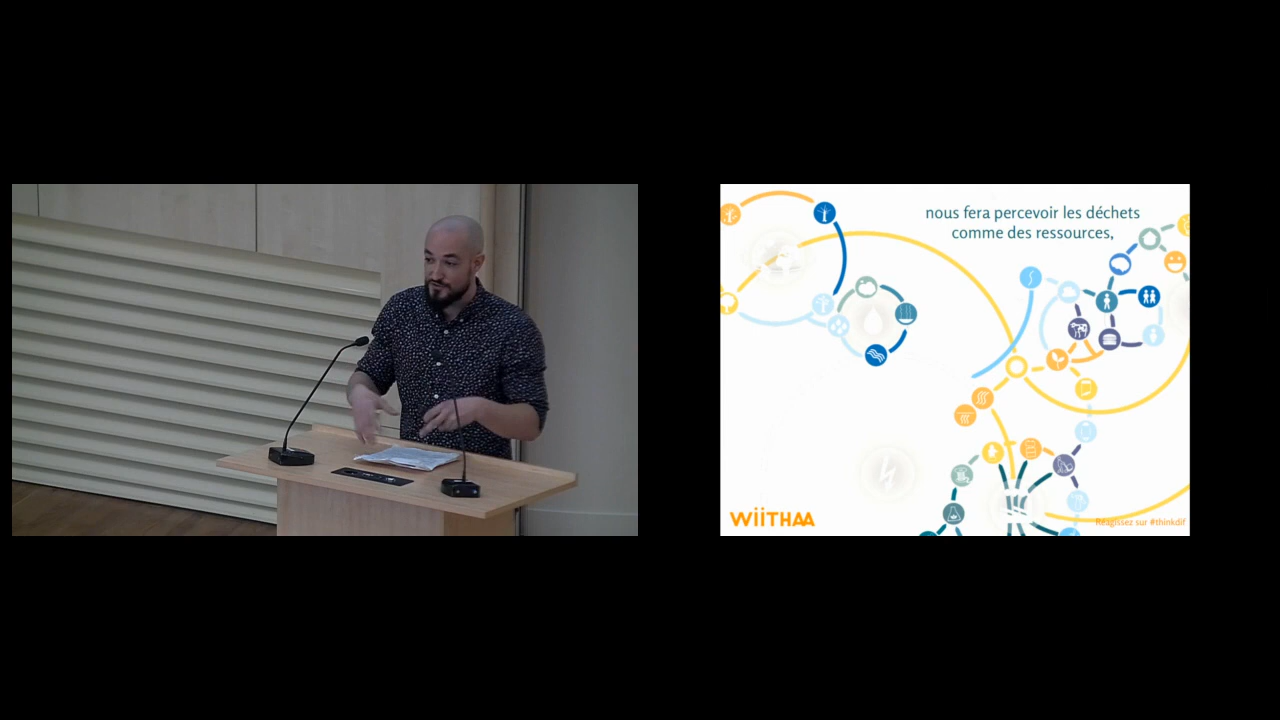 nous fera percevoir les déchets
comme des ressources,
WiiTHAA
Réagissez sur #thinkdif